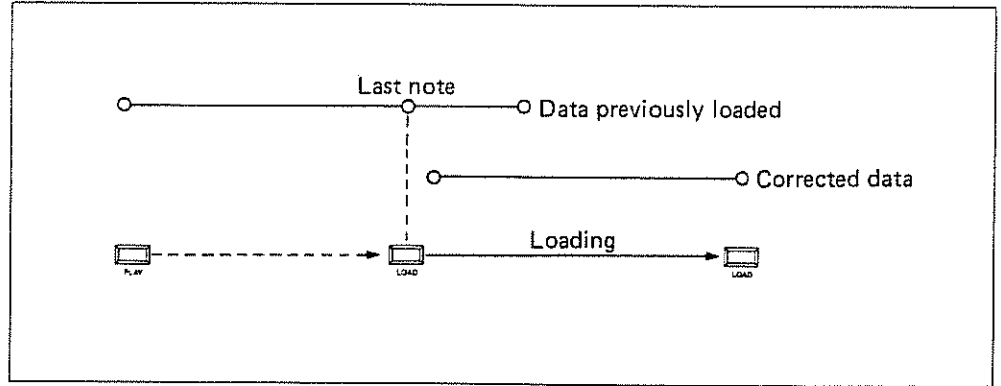 Last note
Data previously loaded
Corrected data
Loading
PLAY
LOAD
LOAD